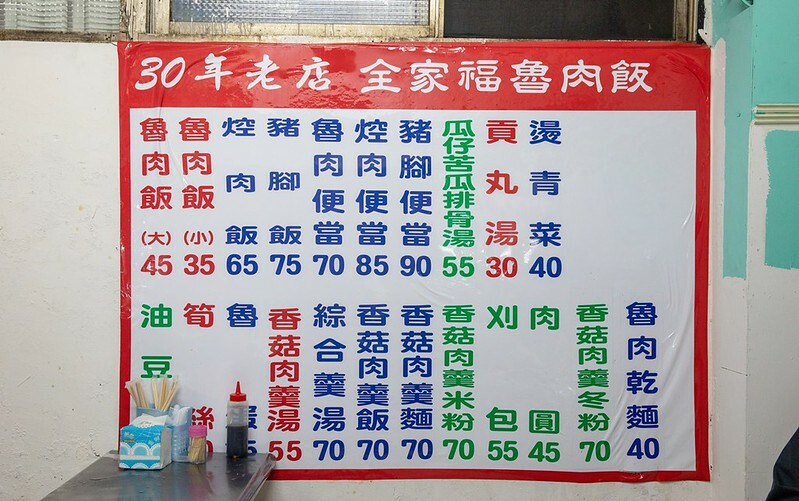 30年老店 全家福魯肉飯
魯肉飯(大)45
魯肉飯(小)35
焢肉飯65
豬腳飯75
魯肉便當70
焢肉便當85
豬腳便當90
瓜仔苦瓜排骨湯55
貢丸湯30
燙青菜40
油豆
筍絲
魯蛋5
香菇肉羹湯55
綜合羹湯70
香菇肉羹飯70
香菇肉羹麵70
香菇肉羹米粉70
刈包55
肉圓45
香菇肉羹冬粉70
魯肉乾麵40